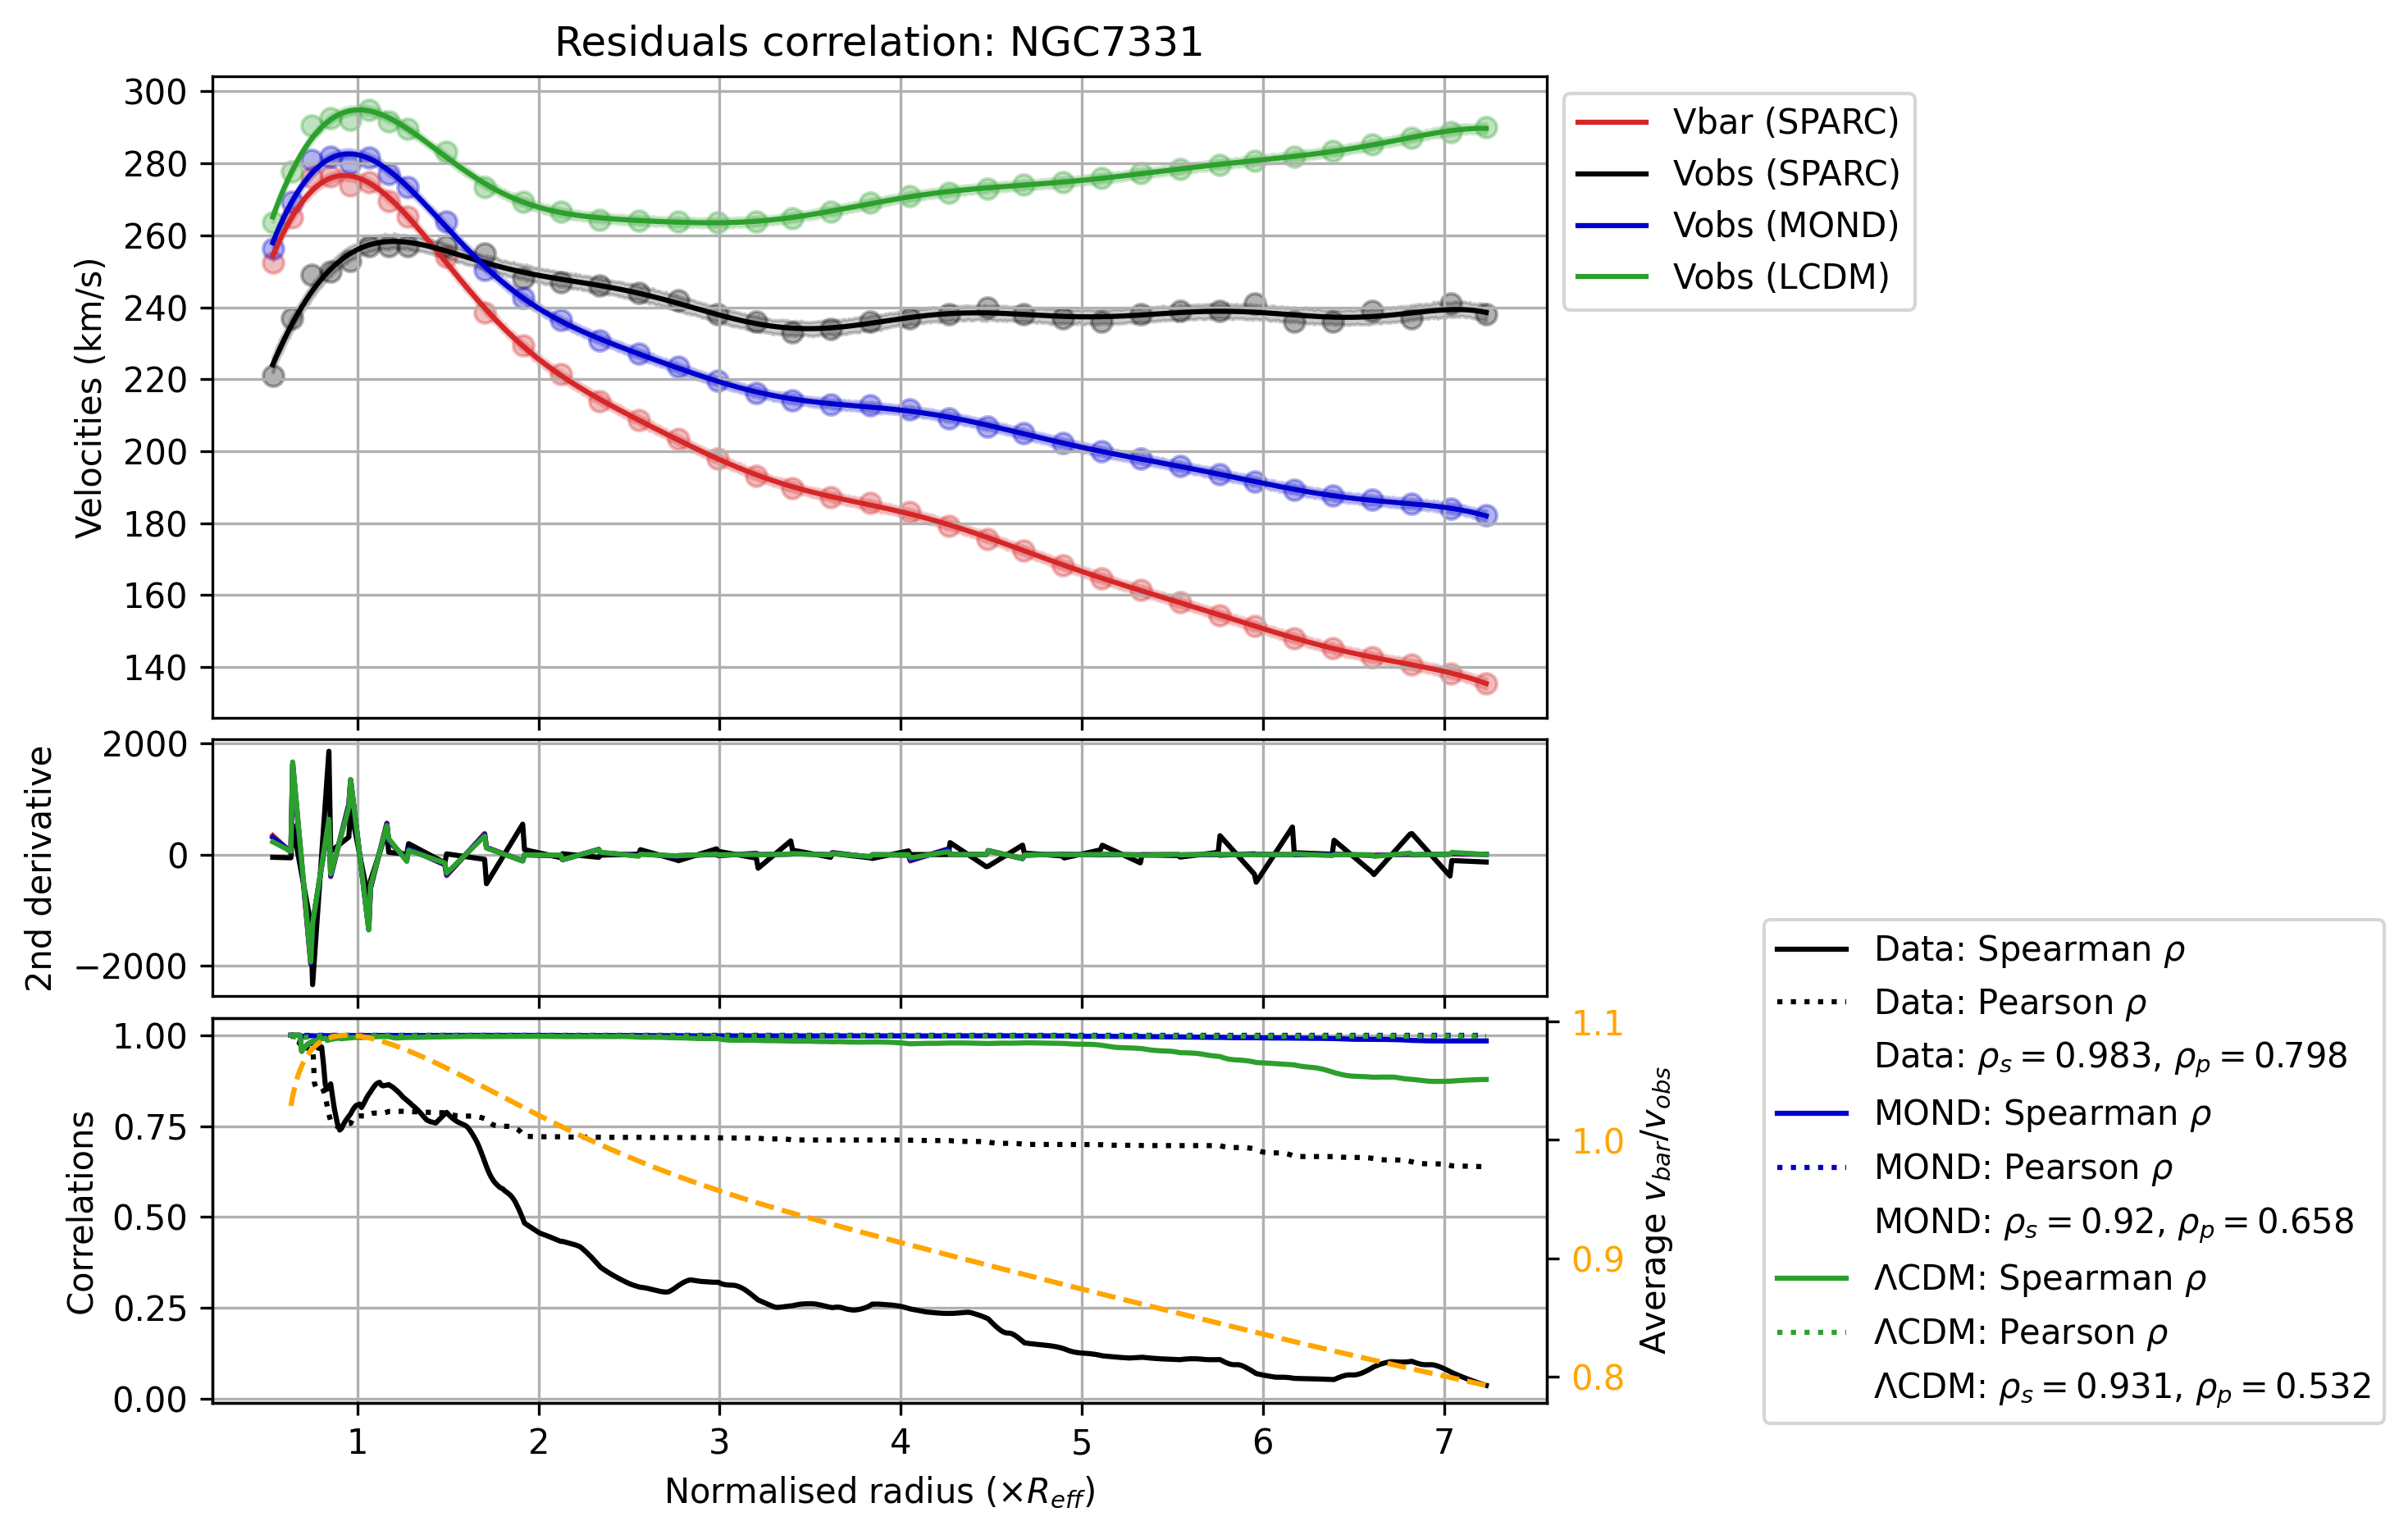 Residuals correlation: NGC7331
Velocities (km/s)
300
280
260
240
220
200
180
160
140
Vbar (SPARC)
Vobs (SPARC)
Vobs (MOND)
Vobs (LCDM)
2nd derivative
2000
0
−2000
Correlations
1.00
0.75
0.50
0.25
0.00
1.1
1.0
0.9
0.8
Average v_bar/v_obs
1 2 3 4 5 6 7
Normalised radius (×R_eff)
Data: Spearman ρ
Data: Pearson ρ
Data: ρ_s = 0.983, ρ_p = 0.798
MOND: Spearman ρ
MOND: Pearson ρ
MOND: ρ_s = 0.92, ρ_p = 0.658
ΛCDM: Spearman ρ
ΛCDM: Pearson ρ
ΛCDM: ρ_s = 0.931, ρ_p = 0.532